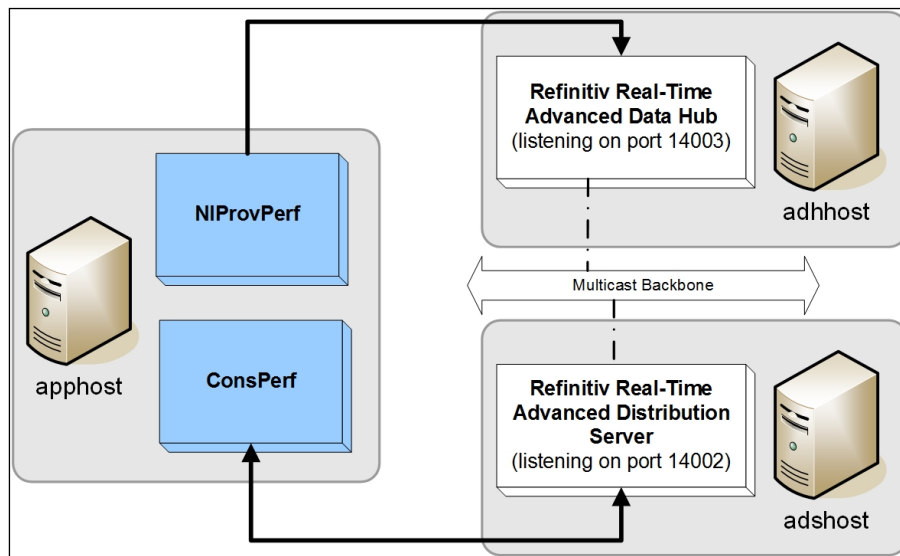 Refinitiv Real-Time
Advanced Data Hub
(listening on port 14003)
adhhost
NIProvPerf
Multicast Backbone
ConsPerf
apphost
Refinitiv Real-Time
Advanced Distribution
Server
(listening on port 14002)
adshost